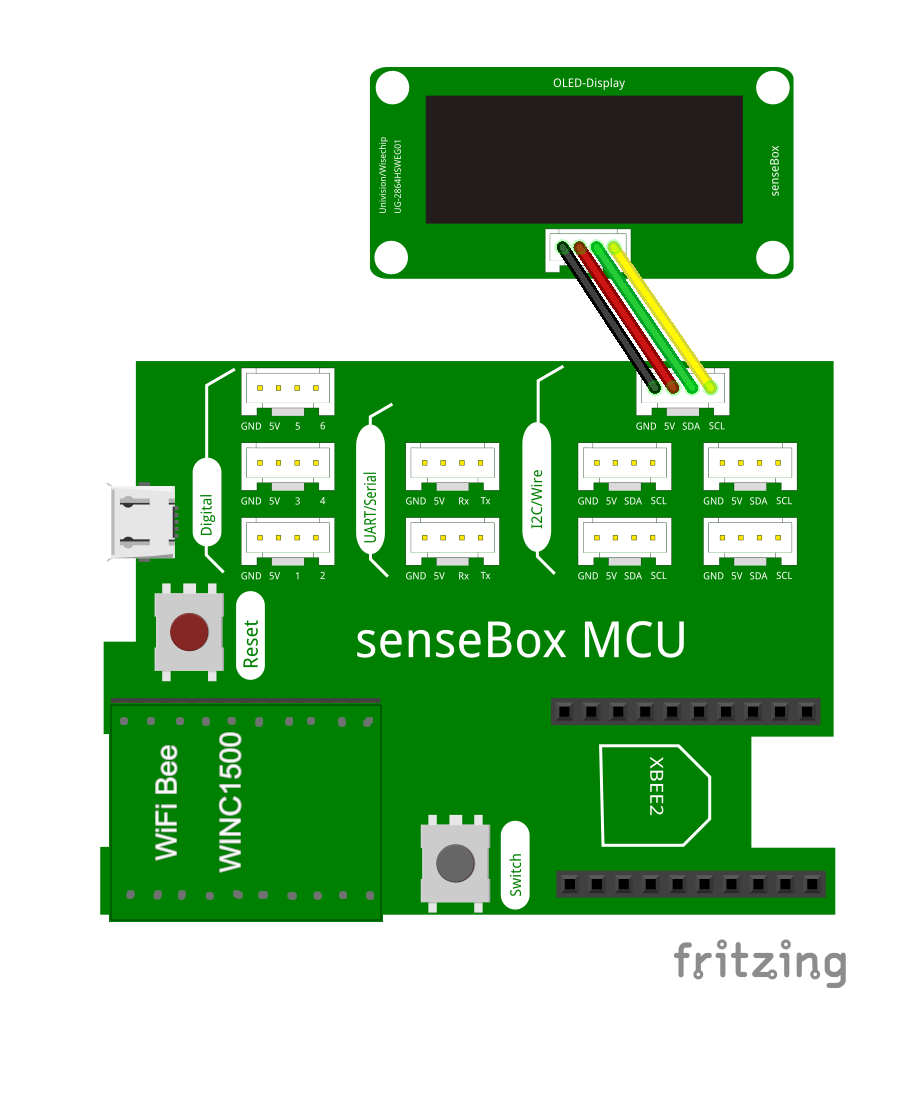 OLED-Display
Univision/Wisechip
UG-2864HSWEG01
senseBox
GND 5V 5 6
GND 5V SDA SCL
GND 5V 3 4
GND 5V Rx Tx
GND 5V SDA SCL
GND 5V SDA SCL
Digital
UART/Serial
I2C/Wire
GND 5V 1 2
GND 5V Rx Tx
GND 5V SDA SCL
GND 5V SDA SCL
Reset
senseBox MCU
WiFi Bee
WINC1500
XBEE2
Switch
fritzing